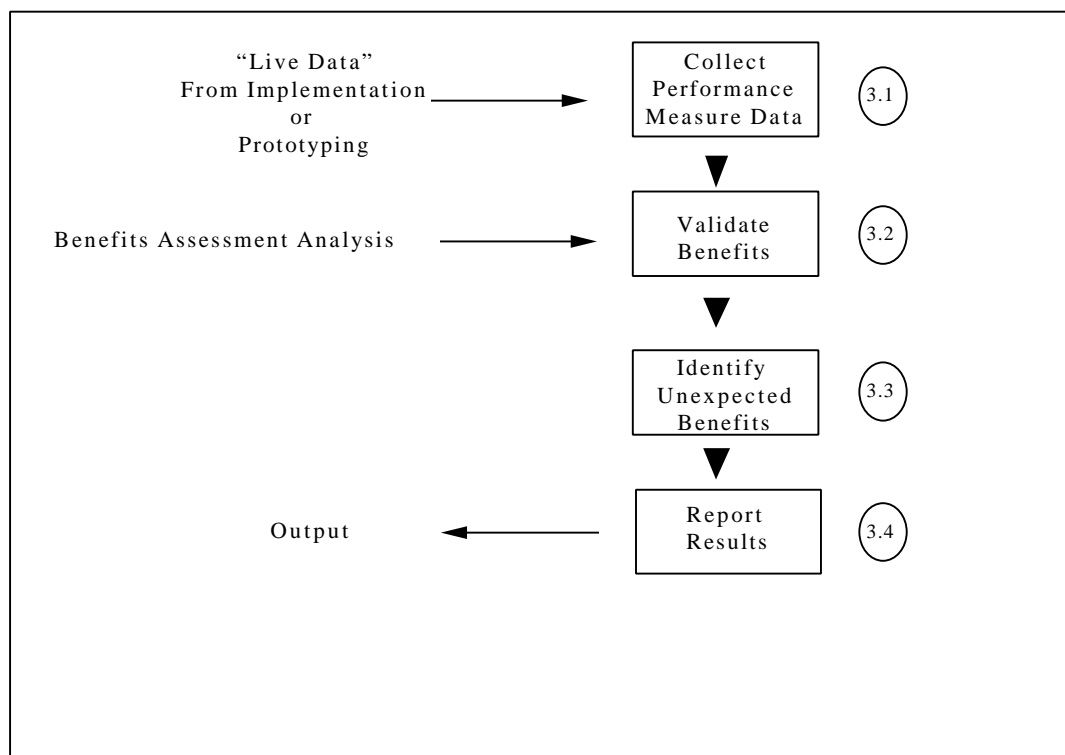 “Live Data”
From Implementation
or
Prototyping
Collect
Performance
Measure Data
3.1
Benefits Assessment Analysis
Validate
Benefits
3.2
Identify
Unexpected
Benefits
3.3
Output
Report
Results
3.4